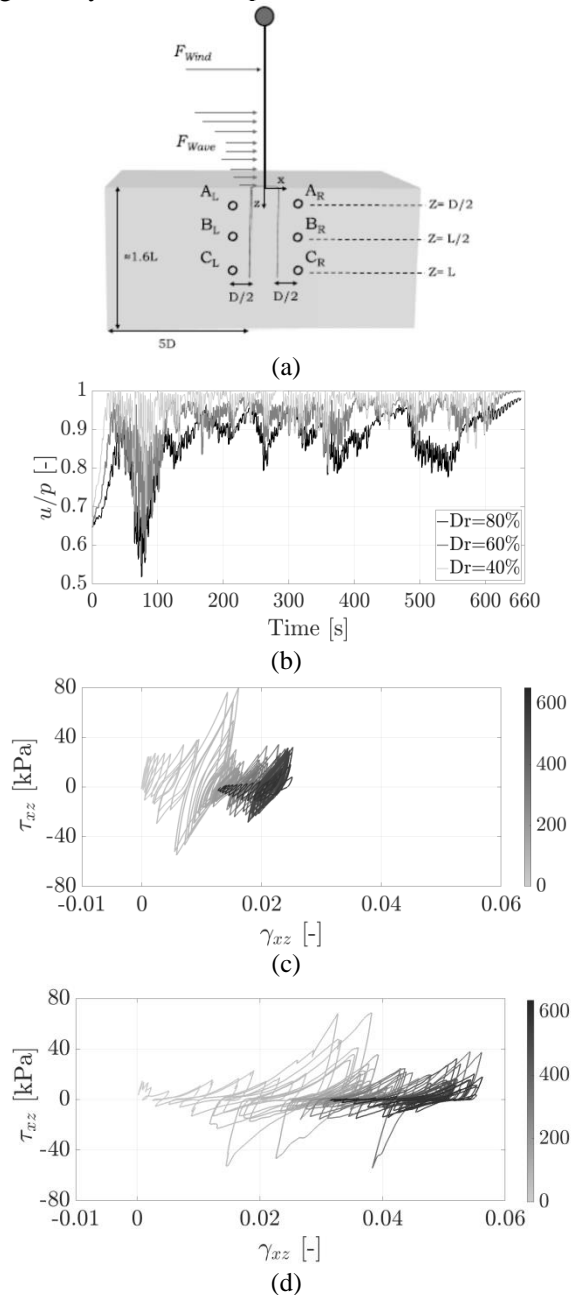 F_Wind
F_Wave
x
z
A_L
A_R
Z= D/2
B_L
B_R
Z= L/2
C_L
C_R
Z= L
≈1.6L
D/2
D/2
5D
(a)
1
0.9
0.8
0.7
0.6
0.5
u/p [-]
Dr=80%
Dr=60%
Dr=40%
0 100 200 300 400 500 600 660
Time [s]
(b)
80
40
0
-40
-80
τ_xz [kPa]
-0.01 0 0.02 0.04 0.06
γ_xz [-]
600
400
200
0
(c)
80
40
0
-40
-80
τ_xz [kPa]
-0.01 0 0.02 0.04 0.06
γ_xz [-]
600
400
200
0
(d)